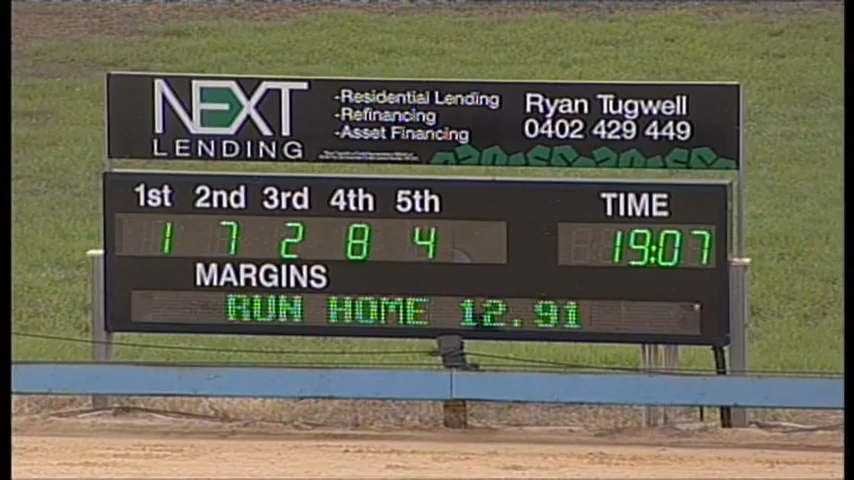 NEXT
LENDING
-Residential Lending
-Refinancing
-Asset Financing
Ryan Tugwell
0402 429 449
1st 2nd 3rd 4th 5th
TIME
1 7 2 8 4
19:07
MARGINS
RUN HOME 12.91